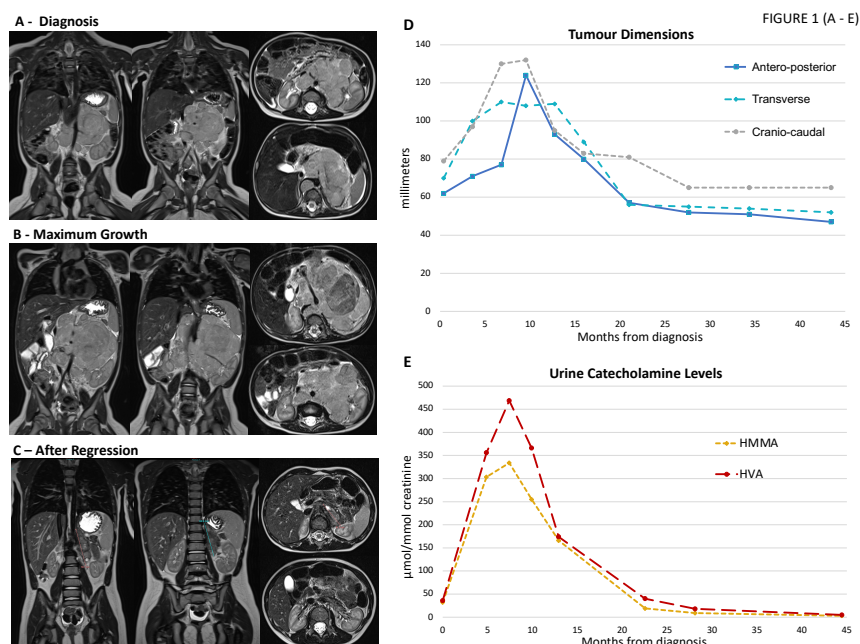 FIGURE 1 (A - E)
A - Diagnosis
B - Maximum Growth
C – After Regression
D
Tumour Dimensions
140
120
100
80
60
40
20
0
millimeters
Antero-posterior
Transverse
Cranio-caudal
0 5 10 15 20 25 30 35 40 45
Months from diagnosis
E
Urine Catecholamine Levels
500
450
400
350
300
250
200
150
100
50
0
µmol/mmol creatinine
HMMA
HVA
0 5 10 15 20 25 30 35 40 45
Months from diagnosis